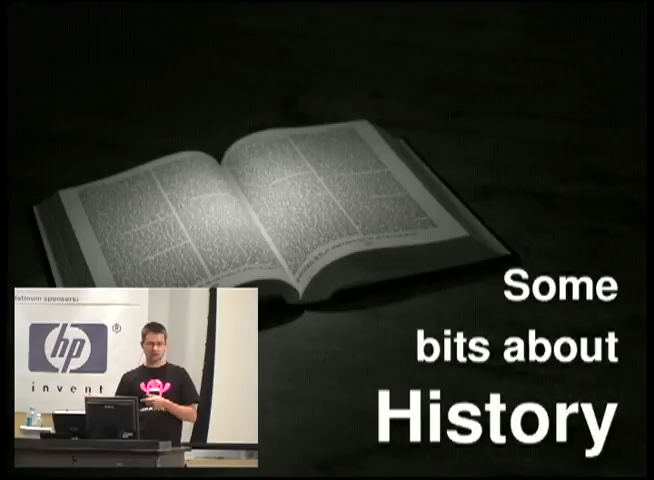 Some
bits about
History
platinum sponsors:
hp
®
invent